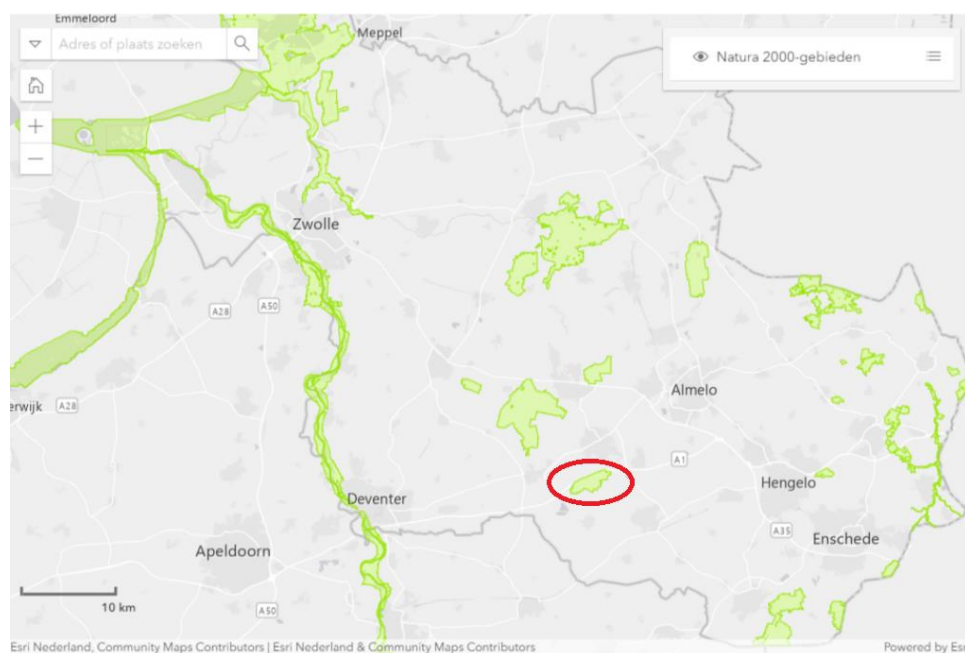 Emmeloord
Meppel
Adres of plaats zoeken
Natura 2000-gebieden
Zwolle
A28
A50
erwijk
A28
Almelo
A1
Hengelo
Deventer
A35
Enschede
Apeldoorn
10 km
A50
Esri Nederland, Community Maps Contributors | Esri Nederland & Community Maps Contributors
Powered by Esri